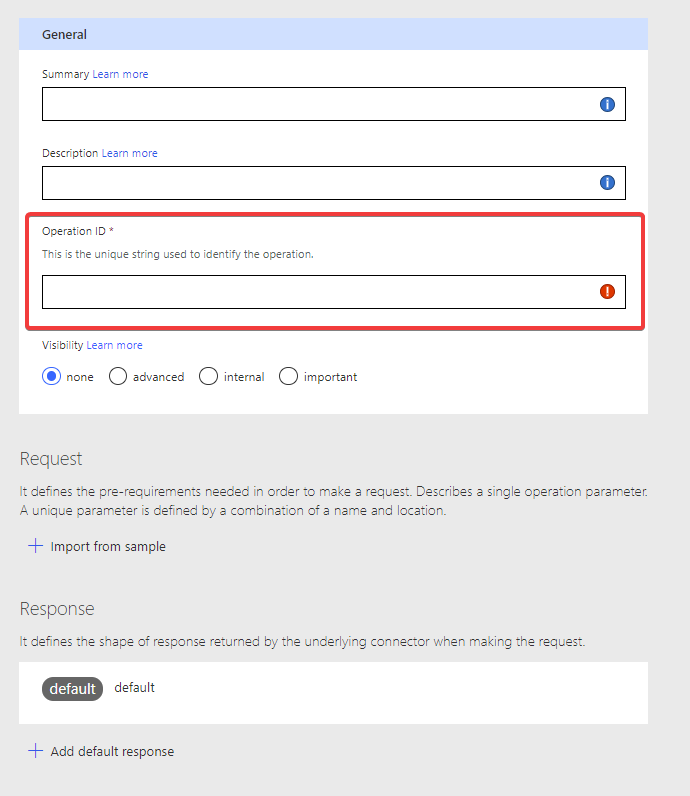 General
Summary Learn more
Description Learn more
Operation ID *
This is the unique string used to identify the operation.
Visibility Learn more
none advanced internal important
Request
It defines the pre-requirements needed in order to make a request. Describes a single operation parameter.
A unique parameter is defined by a combination of a name and location.
Import from sample
Response
It defines the shape of response returned by the underlying connector when making the request.
default default
Add default response